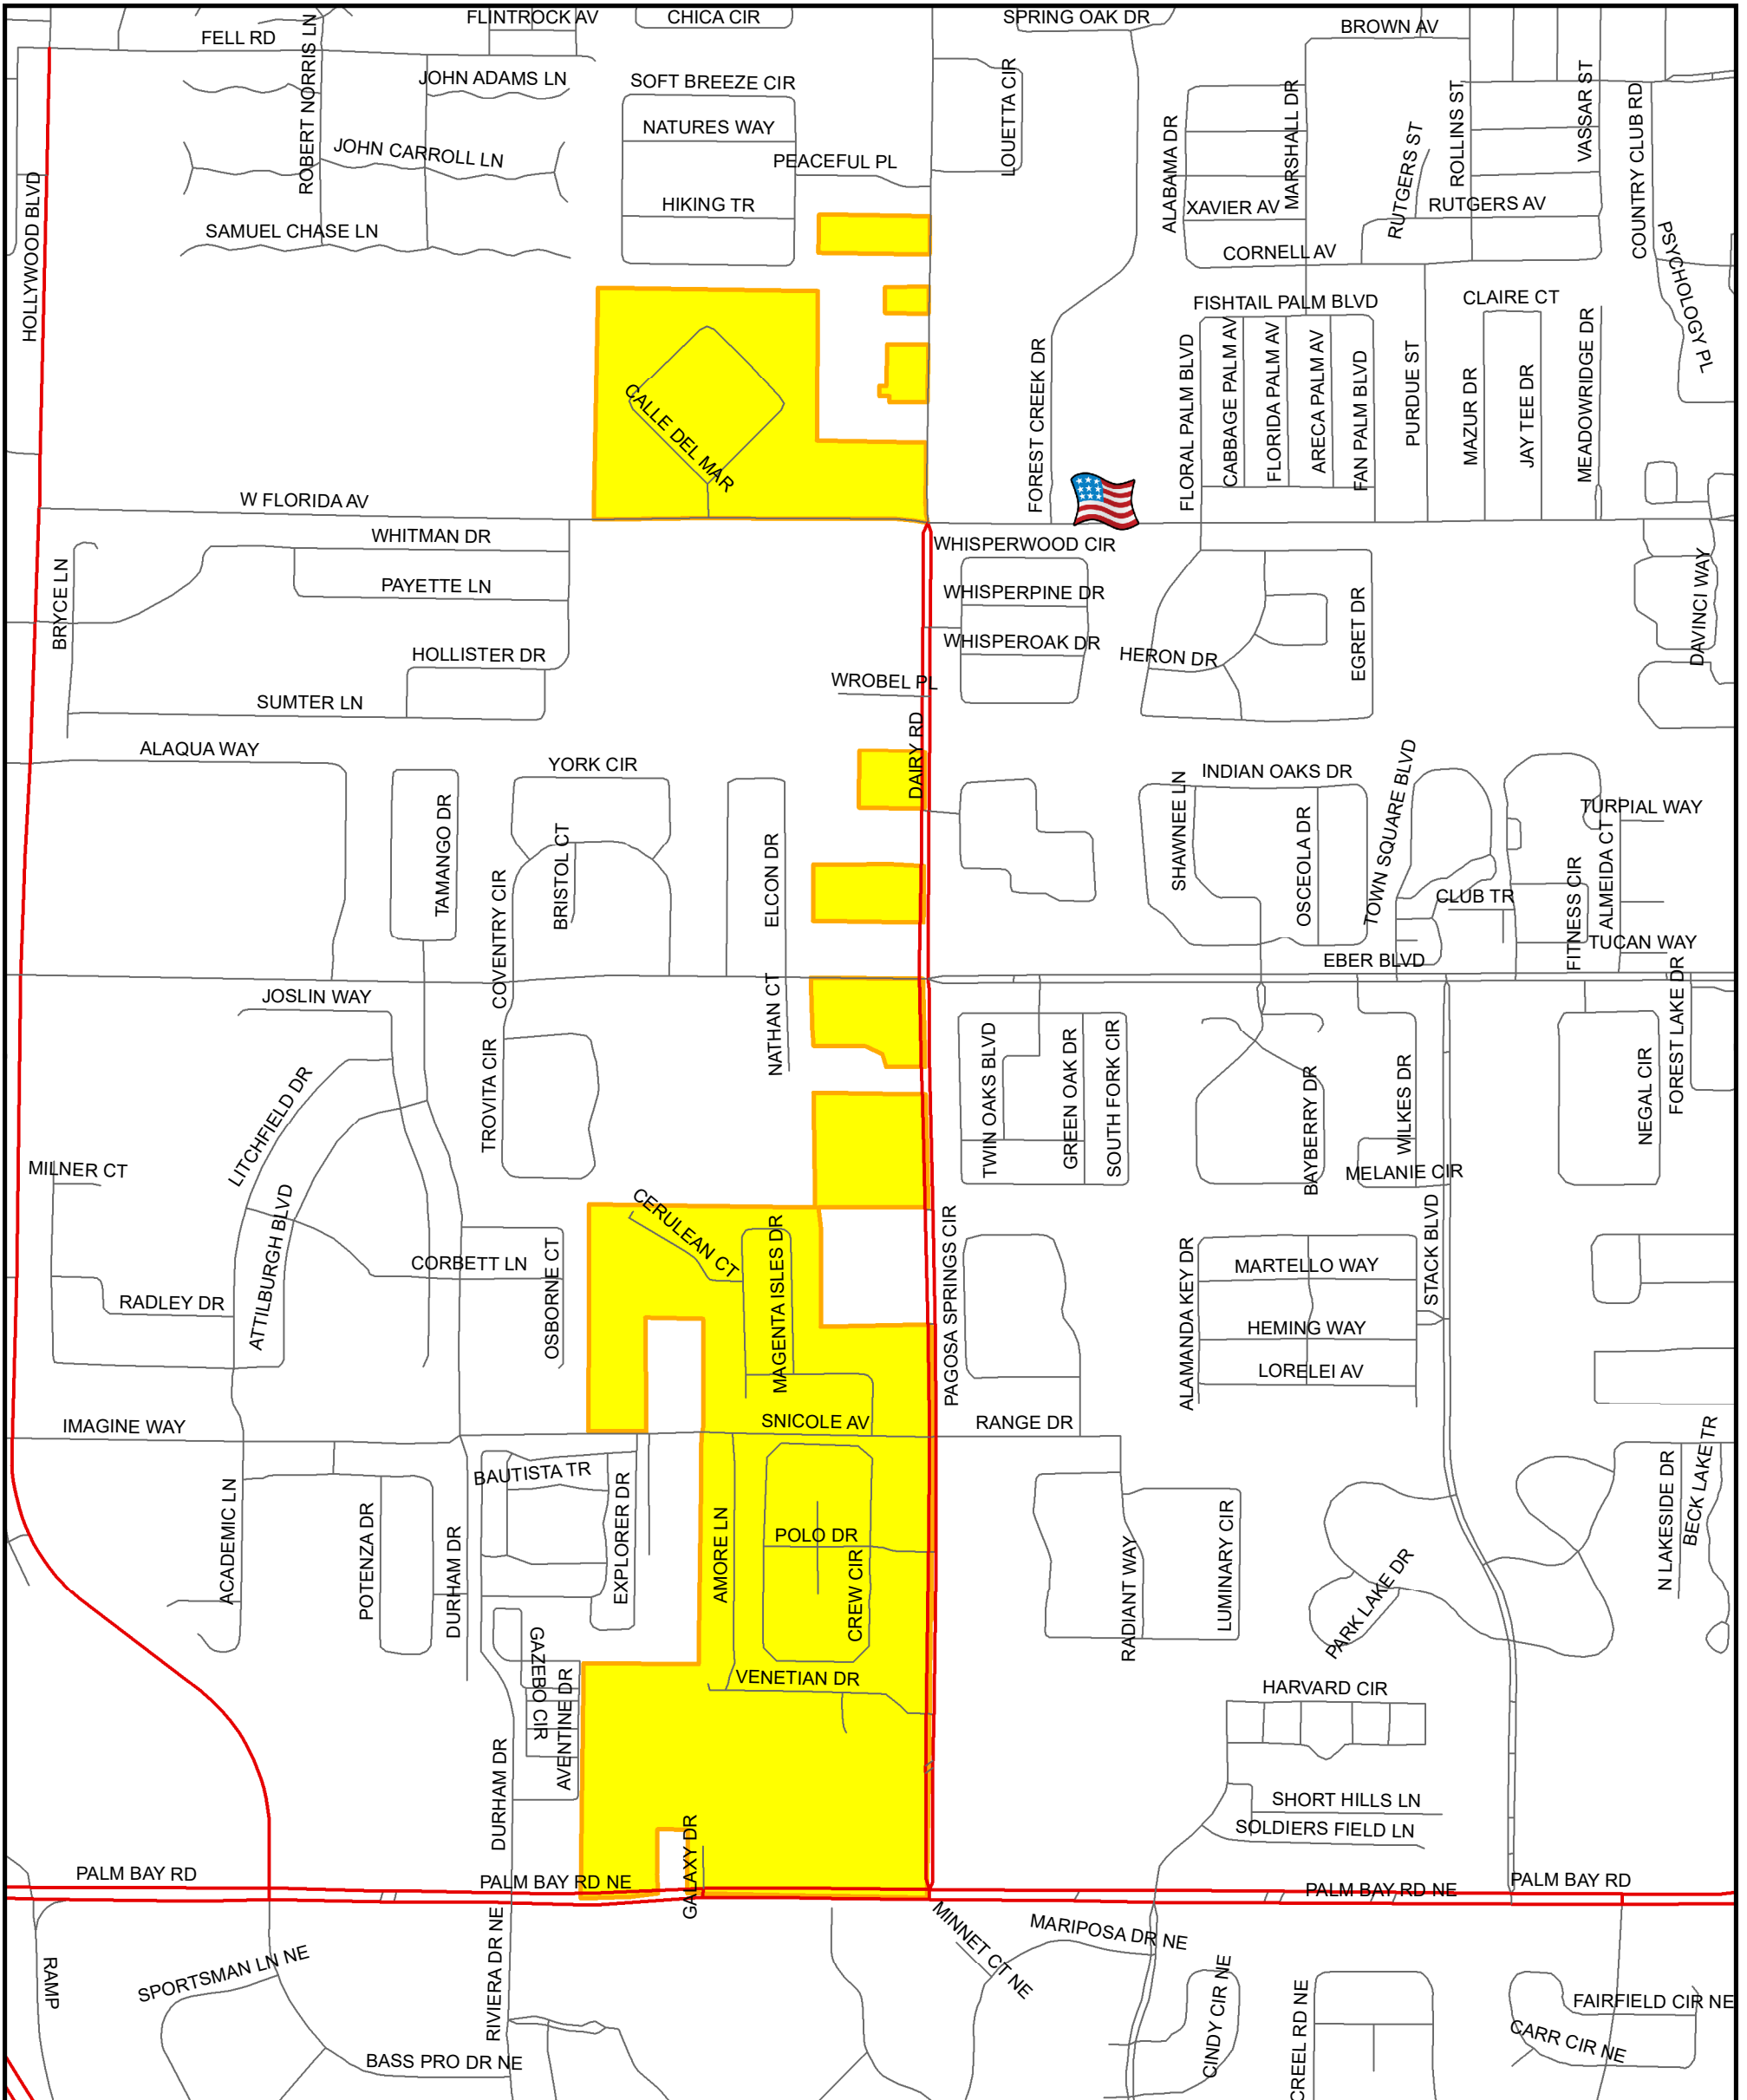 FLINTROCK AV
CHICA CIR
SPRING OAK DR
BROWN AV
FELL RD
ROBERT NORRIS LN
JOHN ADAMS LN
SOFT BREEZE CIR
LOUETTA CIR
MARSHALL DR
ROLLINS ST
VASSAR ST
COUNTRY CLUB RD
NATURES WAY
JOHN CARROLL LN
PEACEFUL PL
ALABAMA DR
RUTGERS ST
HOLLYWOOD BLVD
HIKING TR
XAVIER AV
RUTGERS AV
SAMUEL CHASE LN
CORNELL AV
PSYCHOLOGY PL
FISHTAIL PALM BLVD
CLAIRE CT
CALLE DEL MAR
FOREST CREEK DR
FLORAL PALM BLVD
CABBAGE PALM AV
FLORIDA PALM AV
ARECA PALM AV
FAN PALM BLVD
PURDUE ST
MAZUR DR
JAY TEE DR
MEADOWRIDGE DR
W FLORIDA AV
WHITMAN DR
WHISPERWOOD CIR
BRYCE LN
PAYETTE LN
WHISPERPINE DR
EGRET DR
DAVINCI WAY
HOLLISTER DR
WHISPEROAK DR
HERON DR
WROBEL PL
SUMTER LN
DAIRY RD
ALAQUA WAY
YORK CIR
INDIAN OAKS DR
TOWN SQUARE BLVD
TAMANGO DR
SHAWNEE LN
TURPIAL WAY
COVENTRY CIR
BRISTOL CT
ELCON DR
OSCEOLA DR
CLUB TR
FITNESS CIR
ALMEIDA CT
TUCAN WAY
EBER BLVD
JOSLIN WAY
NATHAN CT
FOREST LAKE DR
TROVITA CIR
TWIN OAKS BLVD
GREEN OAK DR
SOUTH FORK CIR
BAYBERRY DR
WILKES DR
NEGAL CIR
LITCHFIELD DR
MILNER CT
MELANIE CIR
CERULEAN CT
ATTILBURGH BLVD
MAGENTA ISLES DR
PAGOSA SPRINGS CIR
STACK BLVD
CORBETT LN
OSBORNE CT
ALAMANDA KEY DR
MARTELLO WAY
RADLEY DR
HEMING WAY
LORELEI AV
IMAGINE WAY
SNICOLE AV
RANGE DR
BAUTISTA TR
N LAKESIDE DR
BECK LAKE TR
ACADEMIC LN
POTENZA DR
DURHAM DR
EXPLORER DR
AMORE LN
POLO DR
CREW CIR
RADIANT WAY
LUMINARY CIR
PARK LAKE DR
GAZEBO CIR
AVENTINE DR
VENETIAN DR
HARVARD CIR
DURHAM DR
SHORT HILLS LN
SOLDIERS FIELD LN
GALAXY DR
PALM BAY RD
PALM BAY RD NE
PALM BAY RD NE
PALM BAY RD
RAMP
SPORTSMAN LN NE
RIVIERA DR NE
MINNET CT NE
MARIPOSA DR NE
CINDY CIR NE
CREEL RD NE
FAIRFIELD CIR NE
CARR CIR NE
BASS PRO DR NE